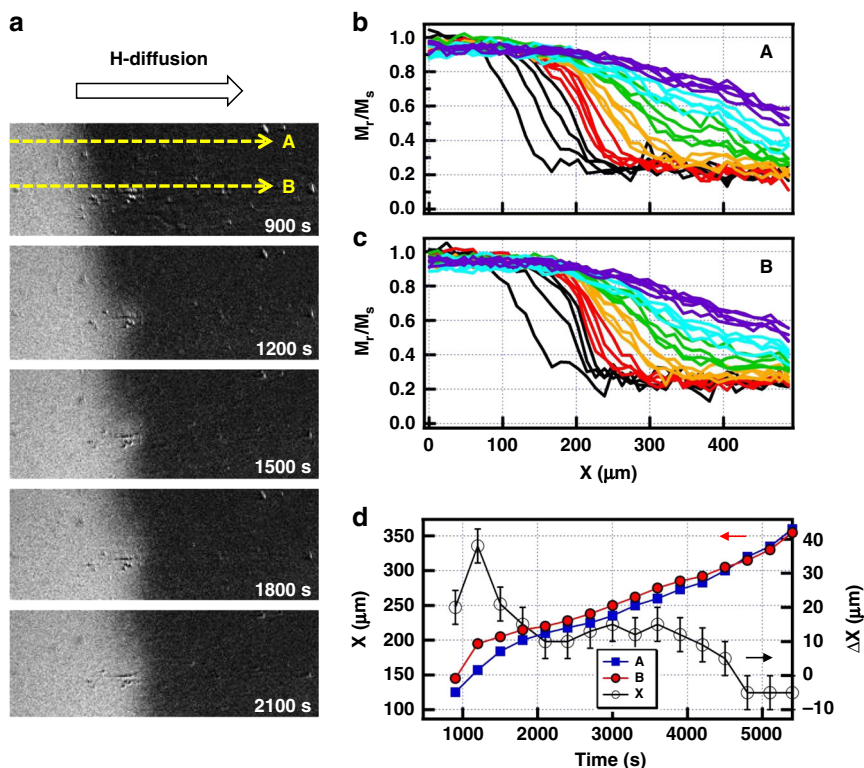 a
H-diffusion
A
B
900 s
1200 s
1500 s
1800 s
2100 s
b
A
Mr/Ms
1.0
0.8
0.6
0.4
0.2
0.0
c
B
Mr/Ms
1.0
0.8
0.6
0.4
0.2
0.0
0 100 200 300 400
X (μm)
d
X (μm)
350
300
250
200
150
100
40
30
20
10
0
−10
ΔX (μm)
A
B
X
1000 2000 3000 4000 5000
Time (s)